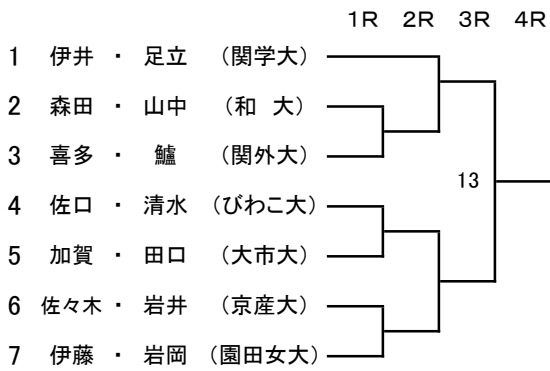 1R 2R 3R 4R
1 伊井 ・ 足立 (関学大)
2 森田 ・ 山中 (和 大)
3 喜多 ・ 鱸 (関外大)
13
4 佐口 ・ 清水 (びわこ大)
5 加賀 ・ 田口 (大市大)
6 佐々木 ・ 岩井 (京産大)
7 伊藤 ・ 岩岡 (園田女大)